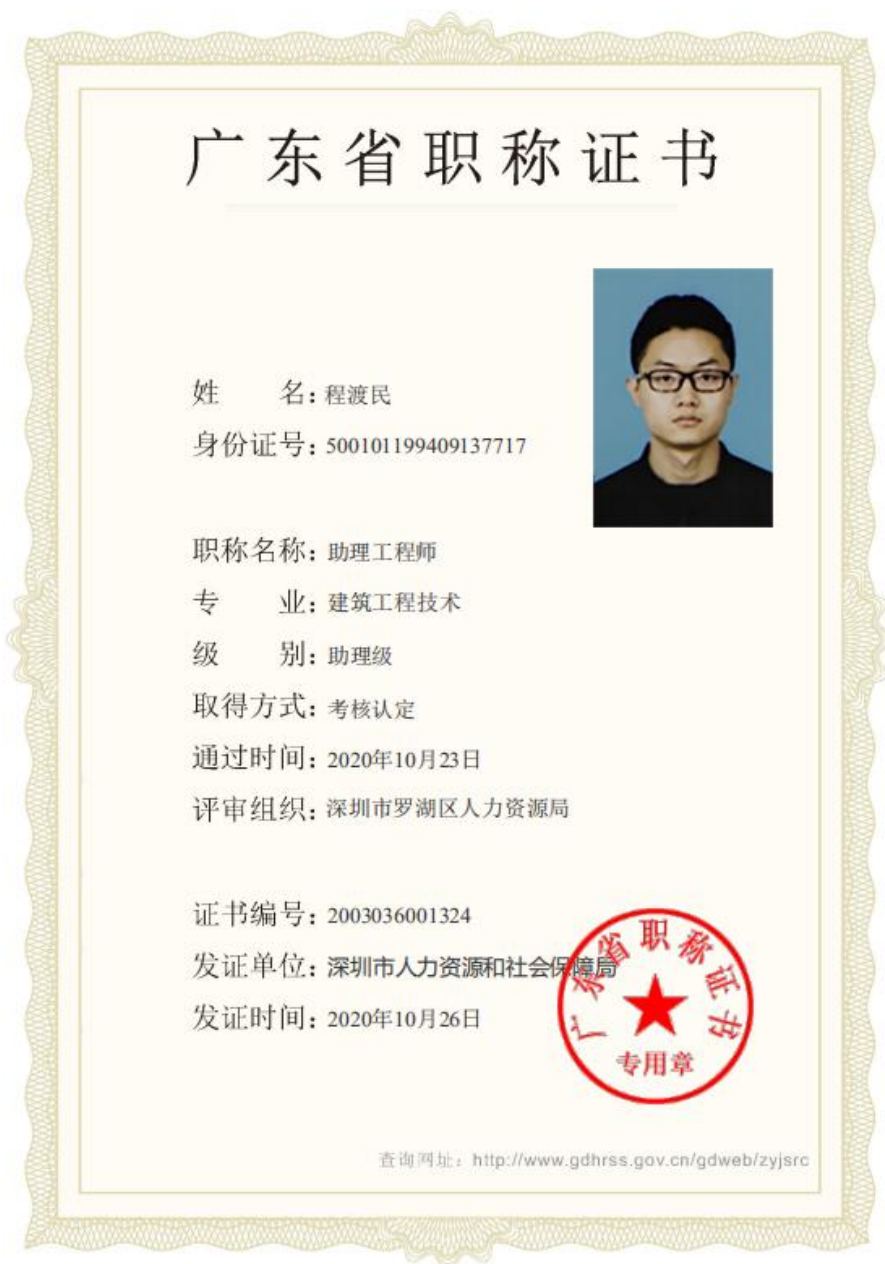 广东省职称证书
姓名：程渡民
身份证号：500101199409137717
职称名称：助理工程师
专业：建筑工程技术
级别：助理级
取得方式：考核认定
通过时间：2020年10月23日
评审组织：深圳市罗湖区人力资源局
证书编号：2003036001324
发证单位：深圳市人力资源和社会保障局
发证时间：2020年10月26日
广东省职称证书
专用章
查询网址：http://www.gdhrss.gov.cn/gdweb/zyjsrc